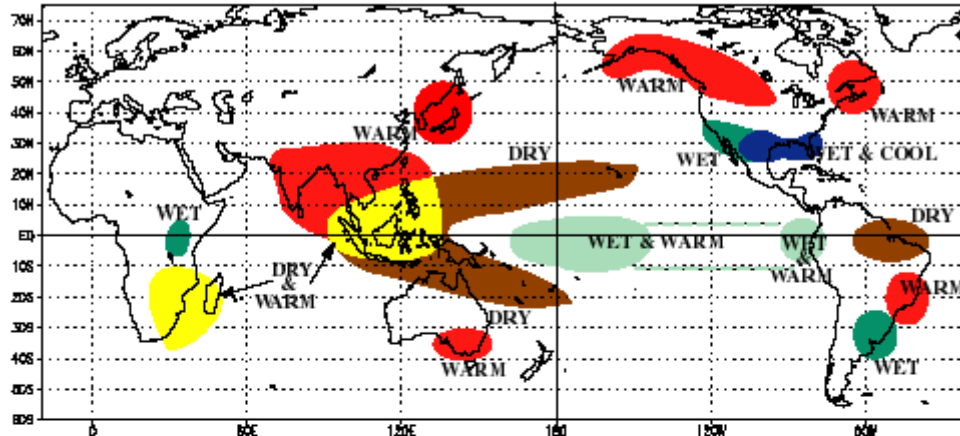 70N
60N
WARM
50N
WARM
40N
WARM
DRY
WET
WET & COOL
30N
20N
WET
DRY
10N
EQ
WET & WARM
WET
&
WARM
10S
DRY
&
WARM
20S
WARM
DRY
30S
40S
WARM
WET
50S
60S
0
60E
120E
180
120W
60W